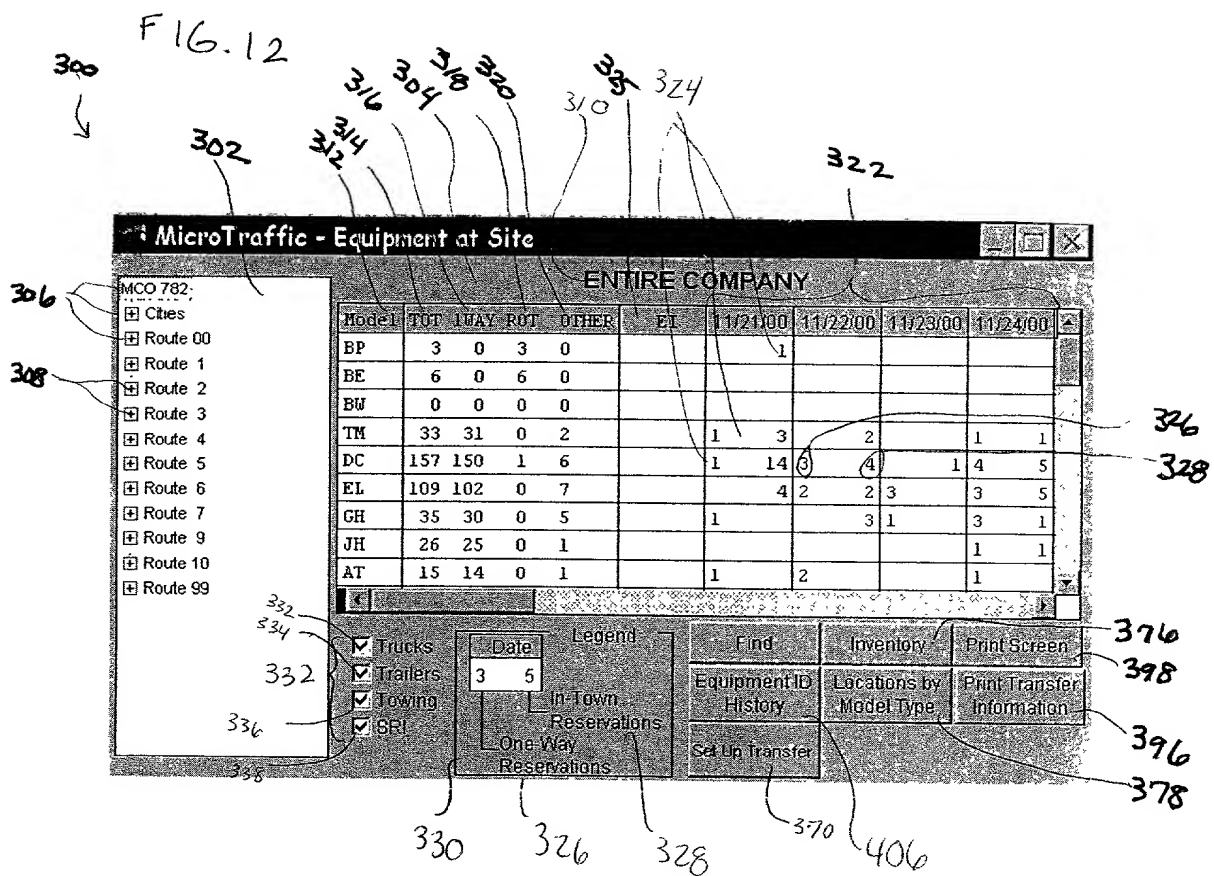 FIG. 12
300
302
312
314
316
304
318
320
310
325
324
322
MicroTraffic - Equipment at Site
ENTIRE COMPANY
306
MCO 782
Cities
Route 00
Route 1
308
Route 2
Route 3
Route 4
Route 5
Route 6
Route 7
Route 9
Route 10
Route 99
Model TOT 1WAY ROT OTHER EI 11/21/00 11/22/00 11/23/00 11/24/00
BP 3 0 3 0 1
BE 6 0 6 0
BW 0 0 0 0
TM 33 31 0 2 1 3 2 1 1
DC 157 150 1 6 1 14 3 4 1 4 5
EL 109 102 0 7 4 2 2 3 3 5
GH 35 30 0 5 1 3 1 3 1
JH 26 25 0 1 1 1
AT 15 14 0 1 1 2 1
326
328
332
334
332
336
338
Trucks
Trailers
Towing
SRI
Legend
Date
3 5
In-Town
Reservations
One-Way
Reservations
Find
Inventory
Print Screen
Equipment ID
History
Locations by
Model Type
Print Transfer
Information
Set Up Transfer
376
398
396
378
330
326
328
370
406